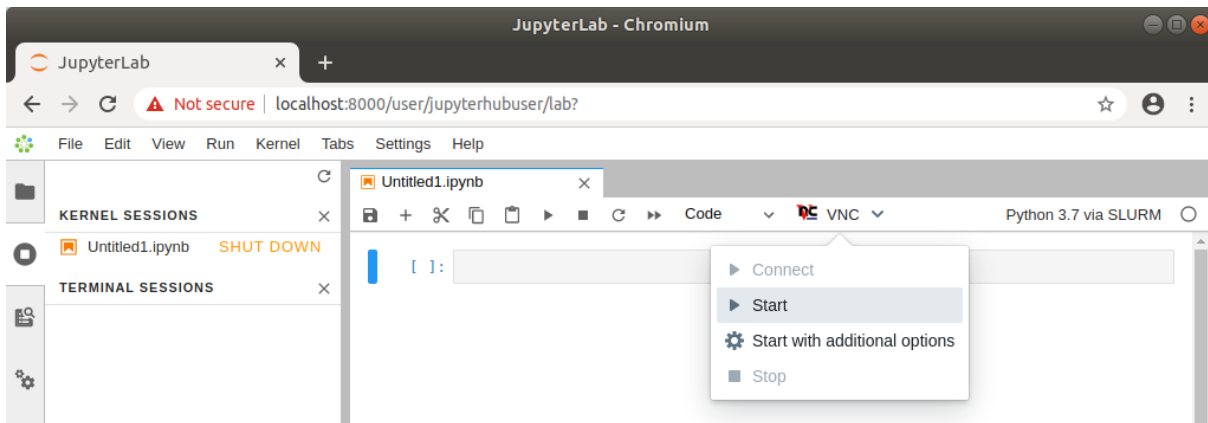 JupyterLab - Chromium
JupyterLab
Not secure | localhost:8000/user/jupyterhubuser/lab?
File Edit View Run Kernel Tabs Settings Help
Untitled1.ipynb
KERNEL SESSIONS
Code VNC Python 3.7 via SLURM
Untitled1.ipynb SHUT DOWN
[ ]:
TERMINAL SESSIONS
Connect
Start
Start with additional options
Stop